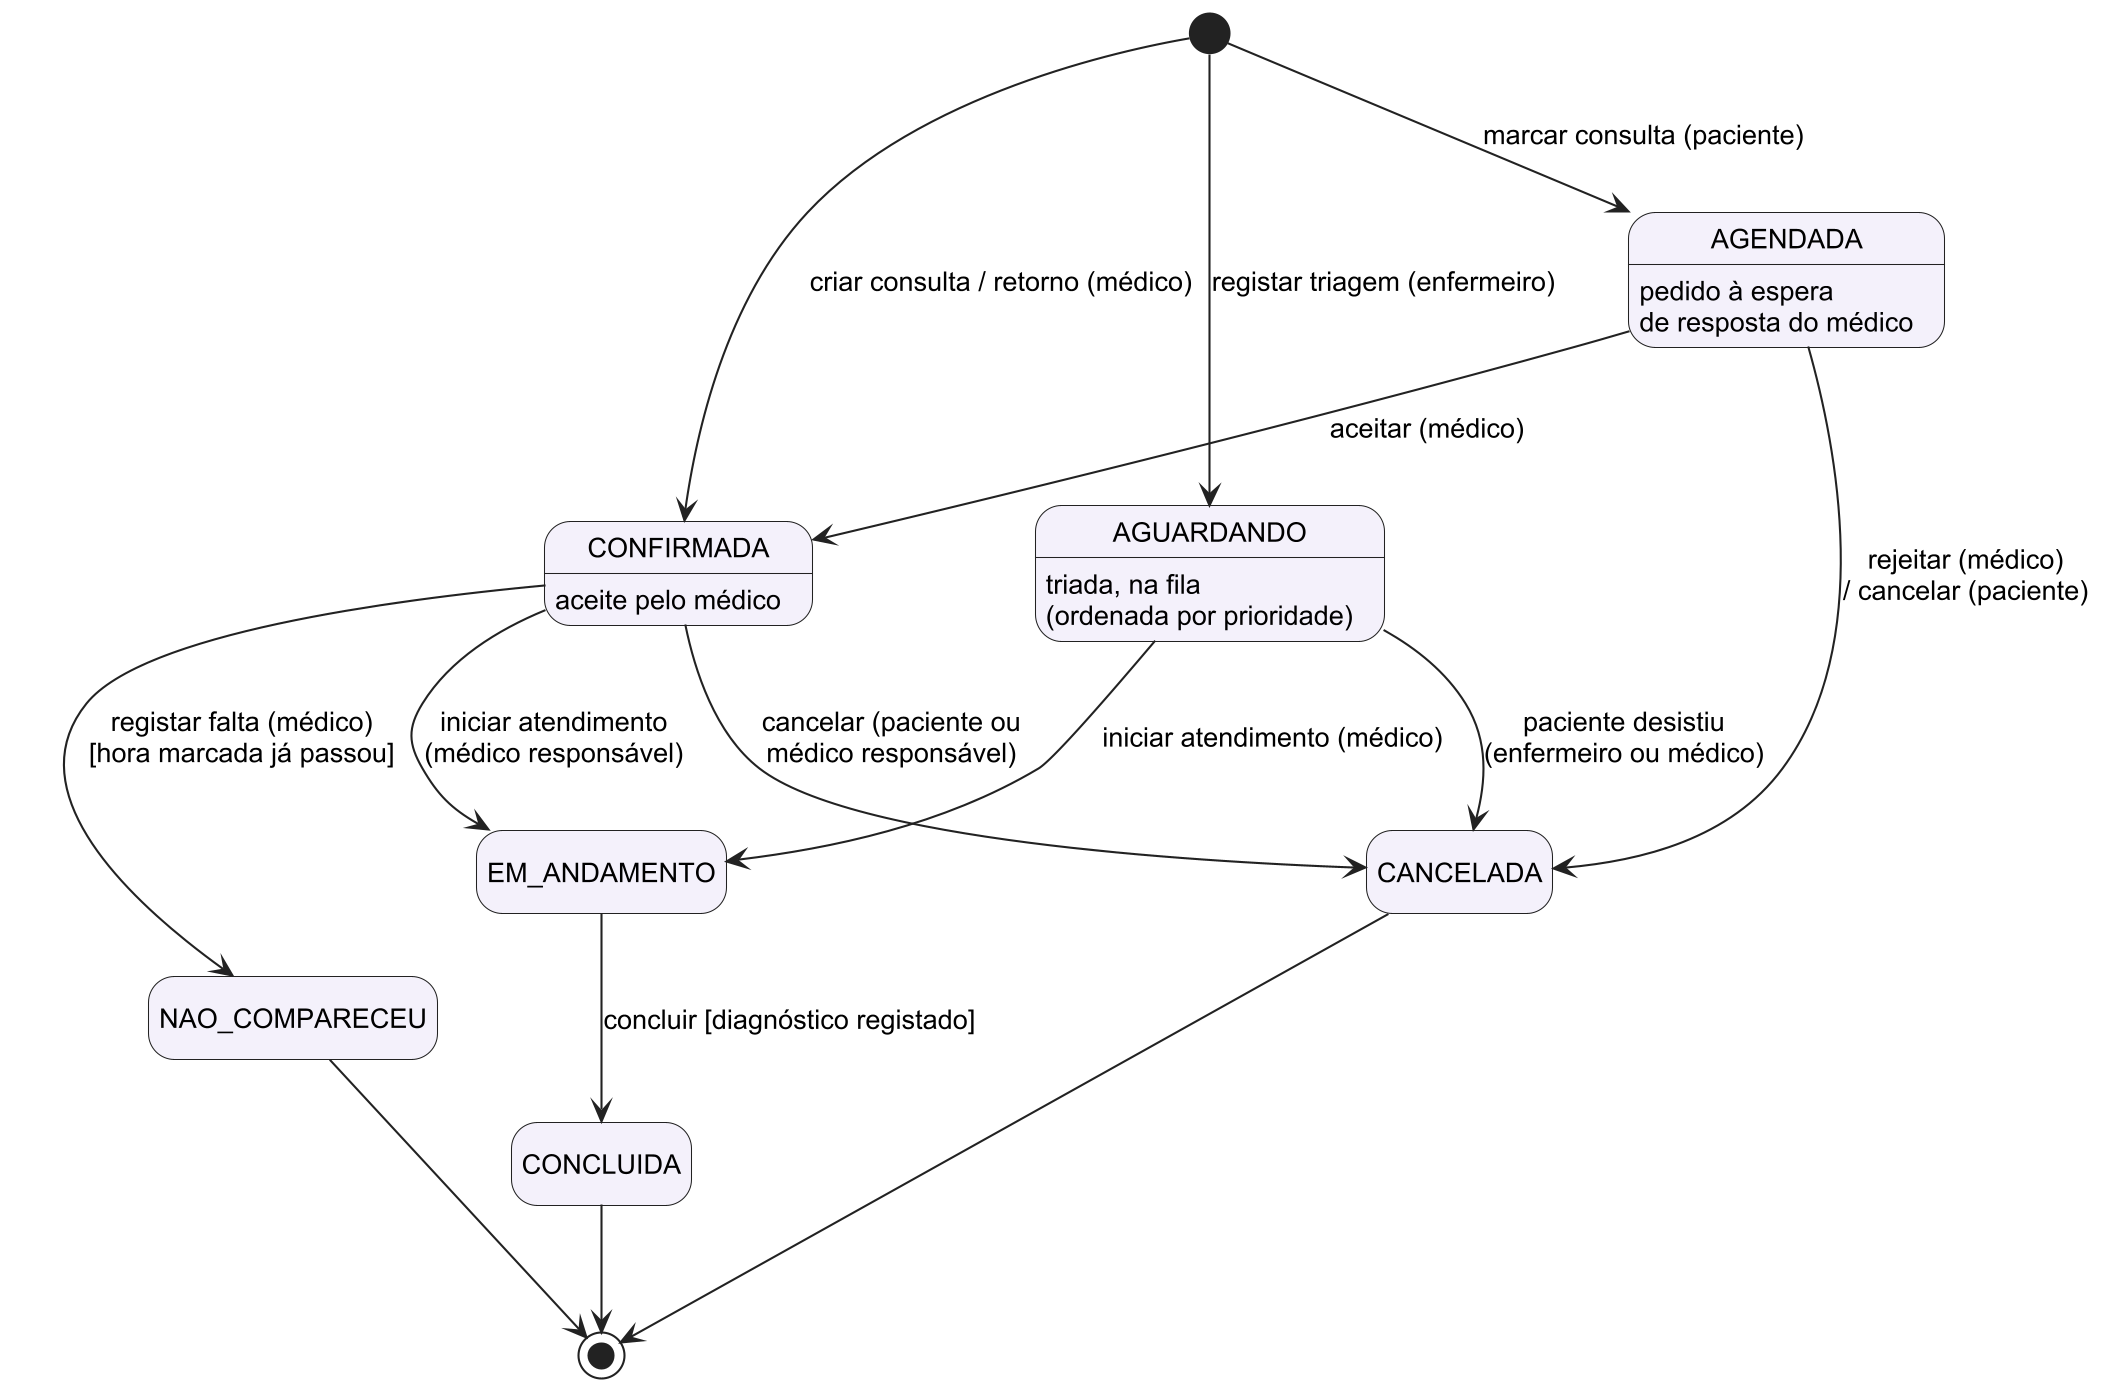 marcar consulta (paciente)
AGENDADA
pedido à espera
de resposta do médico
criar consulta / retorno (médico)
registar triagem (enfermeiro)
aceitar (médico)
CONFIRMADA
aceite pelo médico
AGUARDANDO
triada, na fila
(ordenada por prioridade)
rejeitar (médico)
/ cancelar (paciente)
registar falta (médico)
[hora marcada já passou]
iniciar atendimento
(médico responsável)
cancelar (paciente ou
médico responsável)
iniciar atendimento (médico)
paciente desistiu
(enfermeiro ou médico)
EM_ANDAMENTO
CANCELADA
NAO_COMPARECEU
concluir [diagnóstico registado]
CONCLUIDA